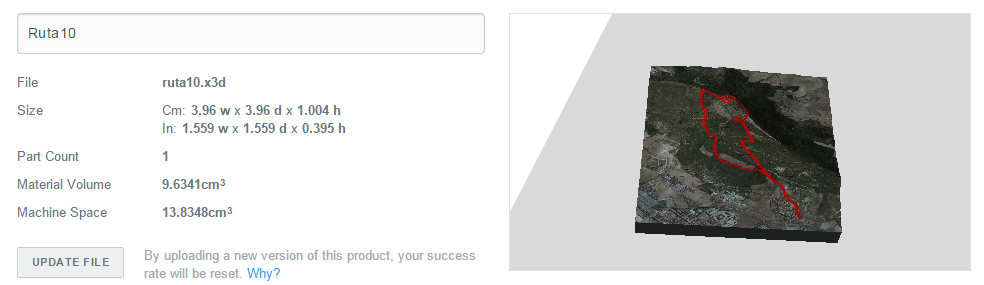 Ruta10
File ruta10.x3d
Size Cm: 3.96 w x 3.96 d x 1.004 h
In: 1.559 w x 1.559 d x 0.395 h
Part Count 1
Material Volume 9.6341cm³
Machine Space 13.8348cm³
UPDATE FILE
By uploading a new version of this product, your success
rate will be reset. Why?